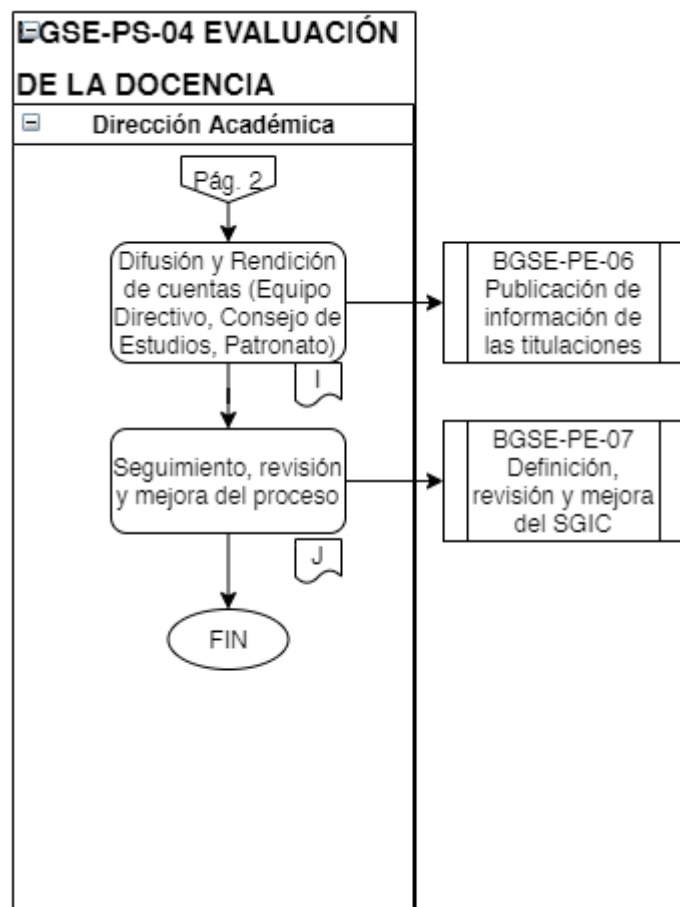 BGSE-PS-04 EVALUACIÓN
DE LA DOCENCIA
Dirección Académica
Pág. 2
Difusión y Rendición
de cuentas (Equipo
Directivo, Consejo de
Estudios, Patronato)
I
BGSE-PE-06
Publicación de
información de
las titulaciones
Seguimiento, revisión
y mejora del proceso
J
BGSE-PE-07
Definición,
revisión y mejora
del SGIC
FIN